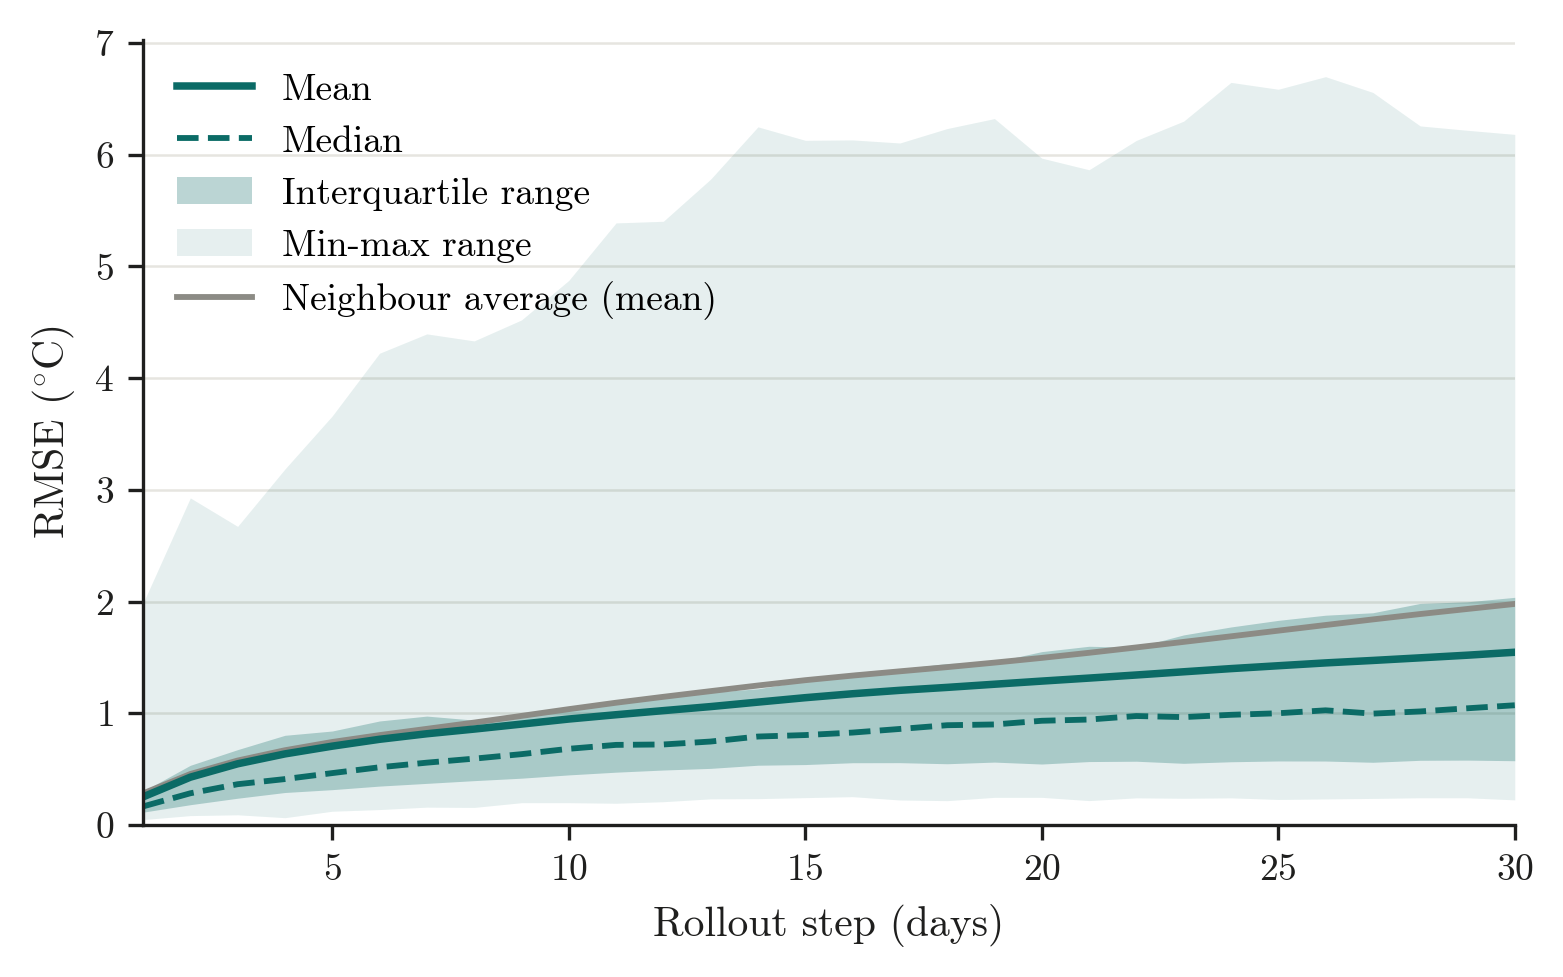 7
6
5
4
3
2
1
0
RMSE (°C)
Mean
Median
Interquartile range
Min-max range
Neighbour average (mean)
5 10 15 20 25 30
Rollout step (days)